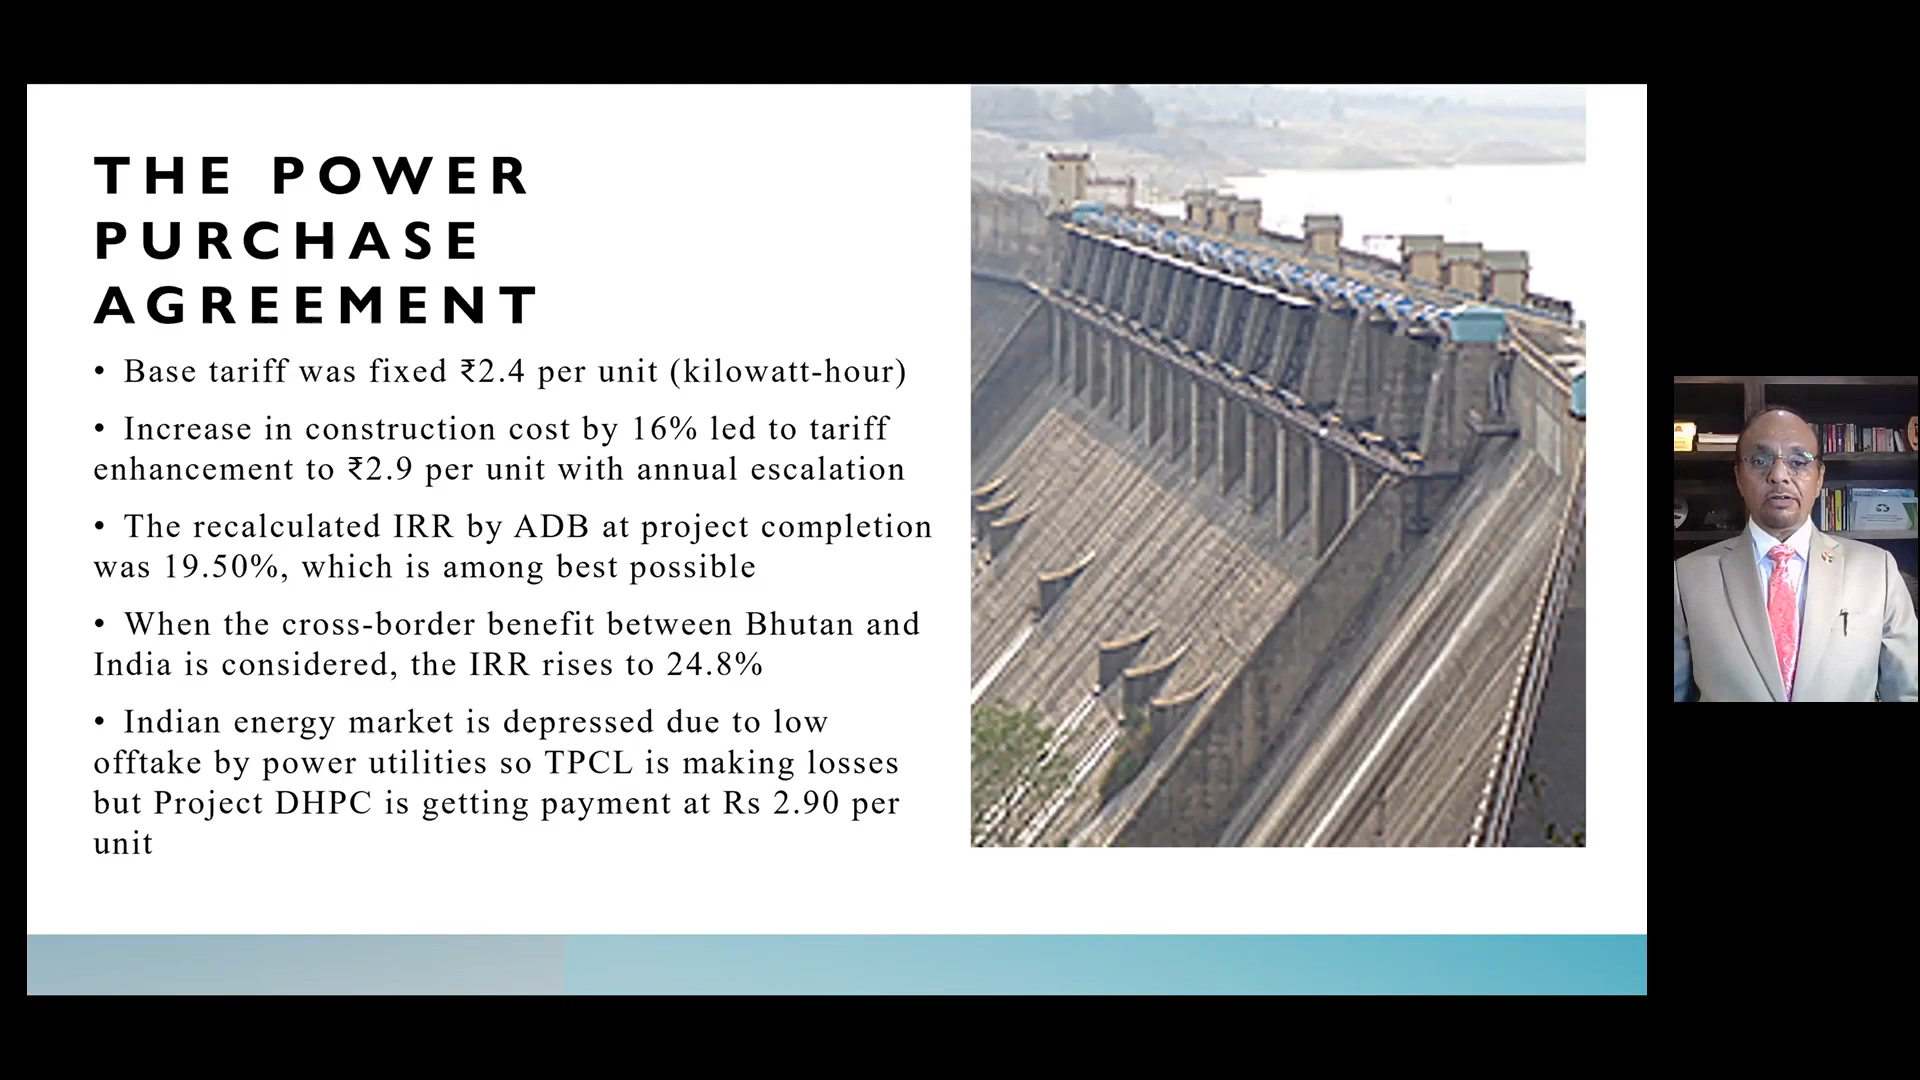 THE POWER
PURCHASE
AGREEMENT
• Base tariff was fixed ₹2.4 per unit (kilowatt-hour)
• Increase in construction cost by 16% led to tariff
enhancement to ₹2.9 per unit with annual escalation
• The recalculated IRR by ADB at project completion
was 19.50%, which is among best possible
• When the cross-border benefit between Bhutan and
India is considered, the IRR rises to 24.8%
• Indian energy market is depressed due to low
offtake by power utilities so TPCL is making losses
but Project DHPC is getting payment at Rs 2.90 per
unit